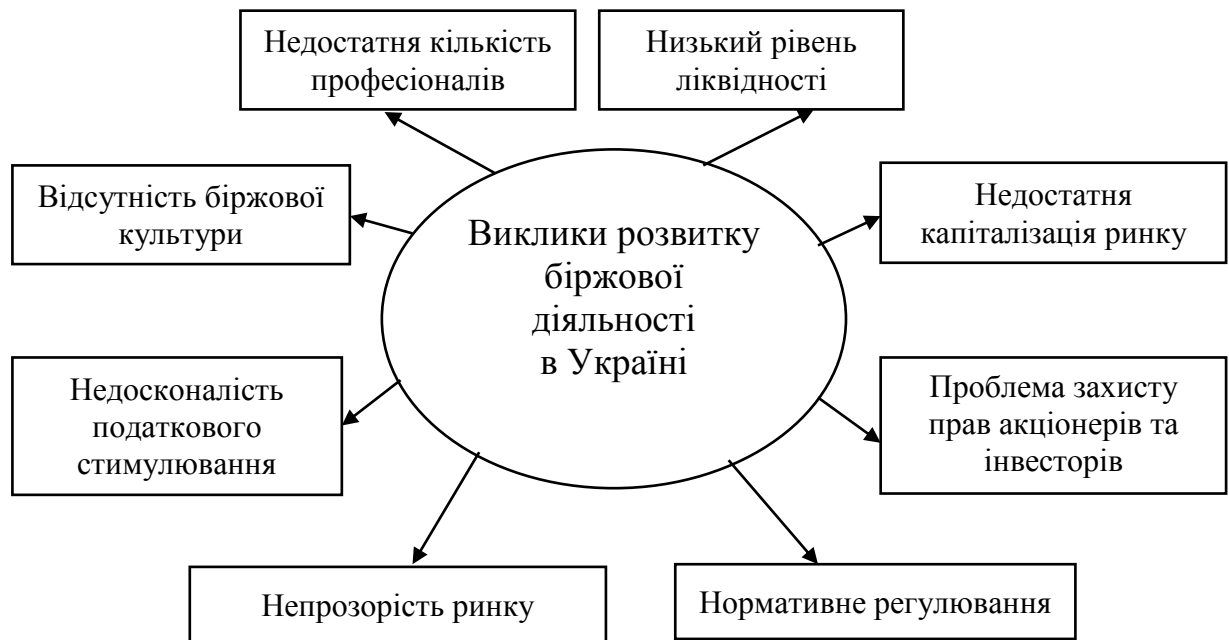 Недостатня кількість
професіоналів
Низький рівень
ліквідності
Відсутність біржової
культури
Недостатня
капіталізація ринку
Виклики розвитку
біржової
діяльності
в Україні
Недосконалість
податкового
стимулювання
Проблема захисту
прав акціонерів та
інвесторів
Непрозорість ринку
Нормативне регулювання